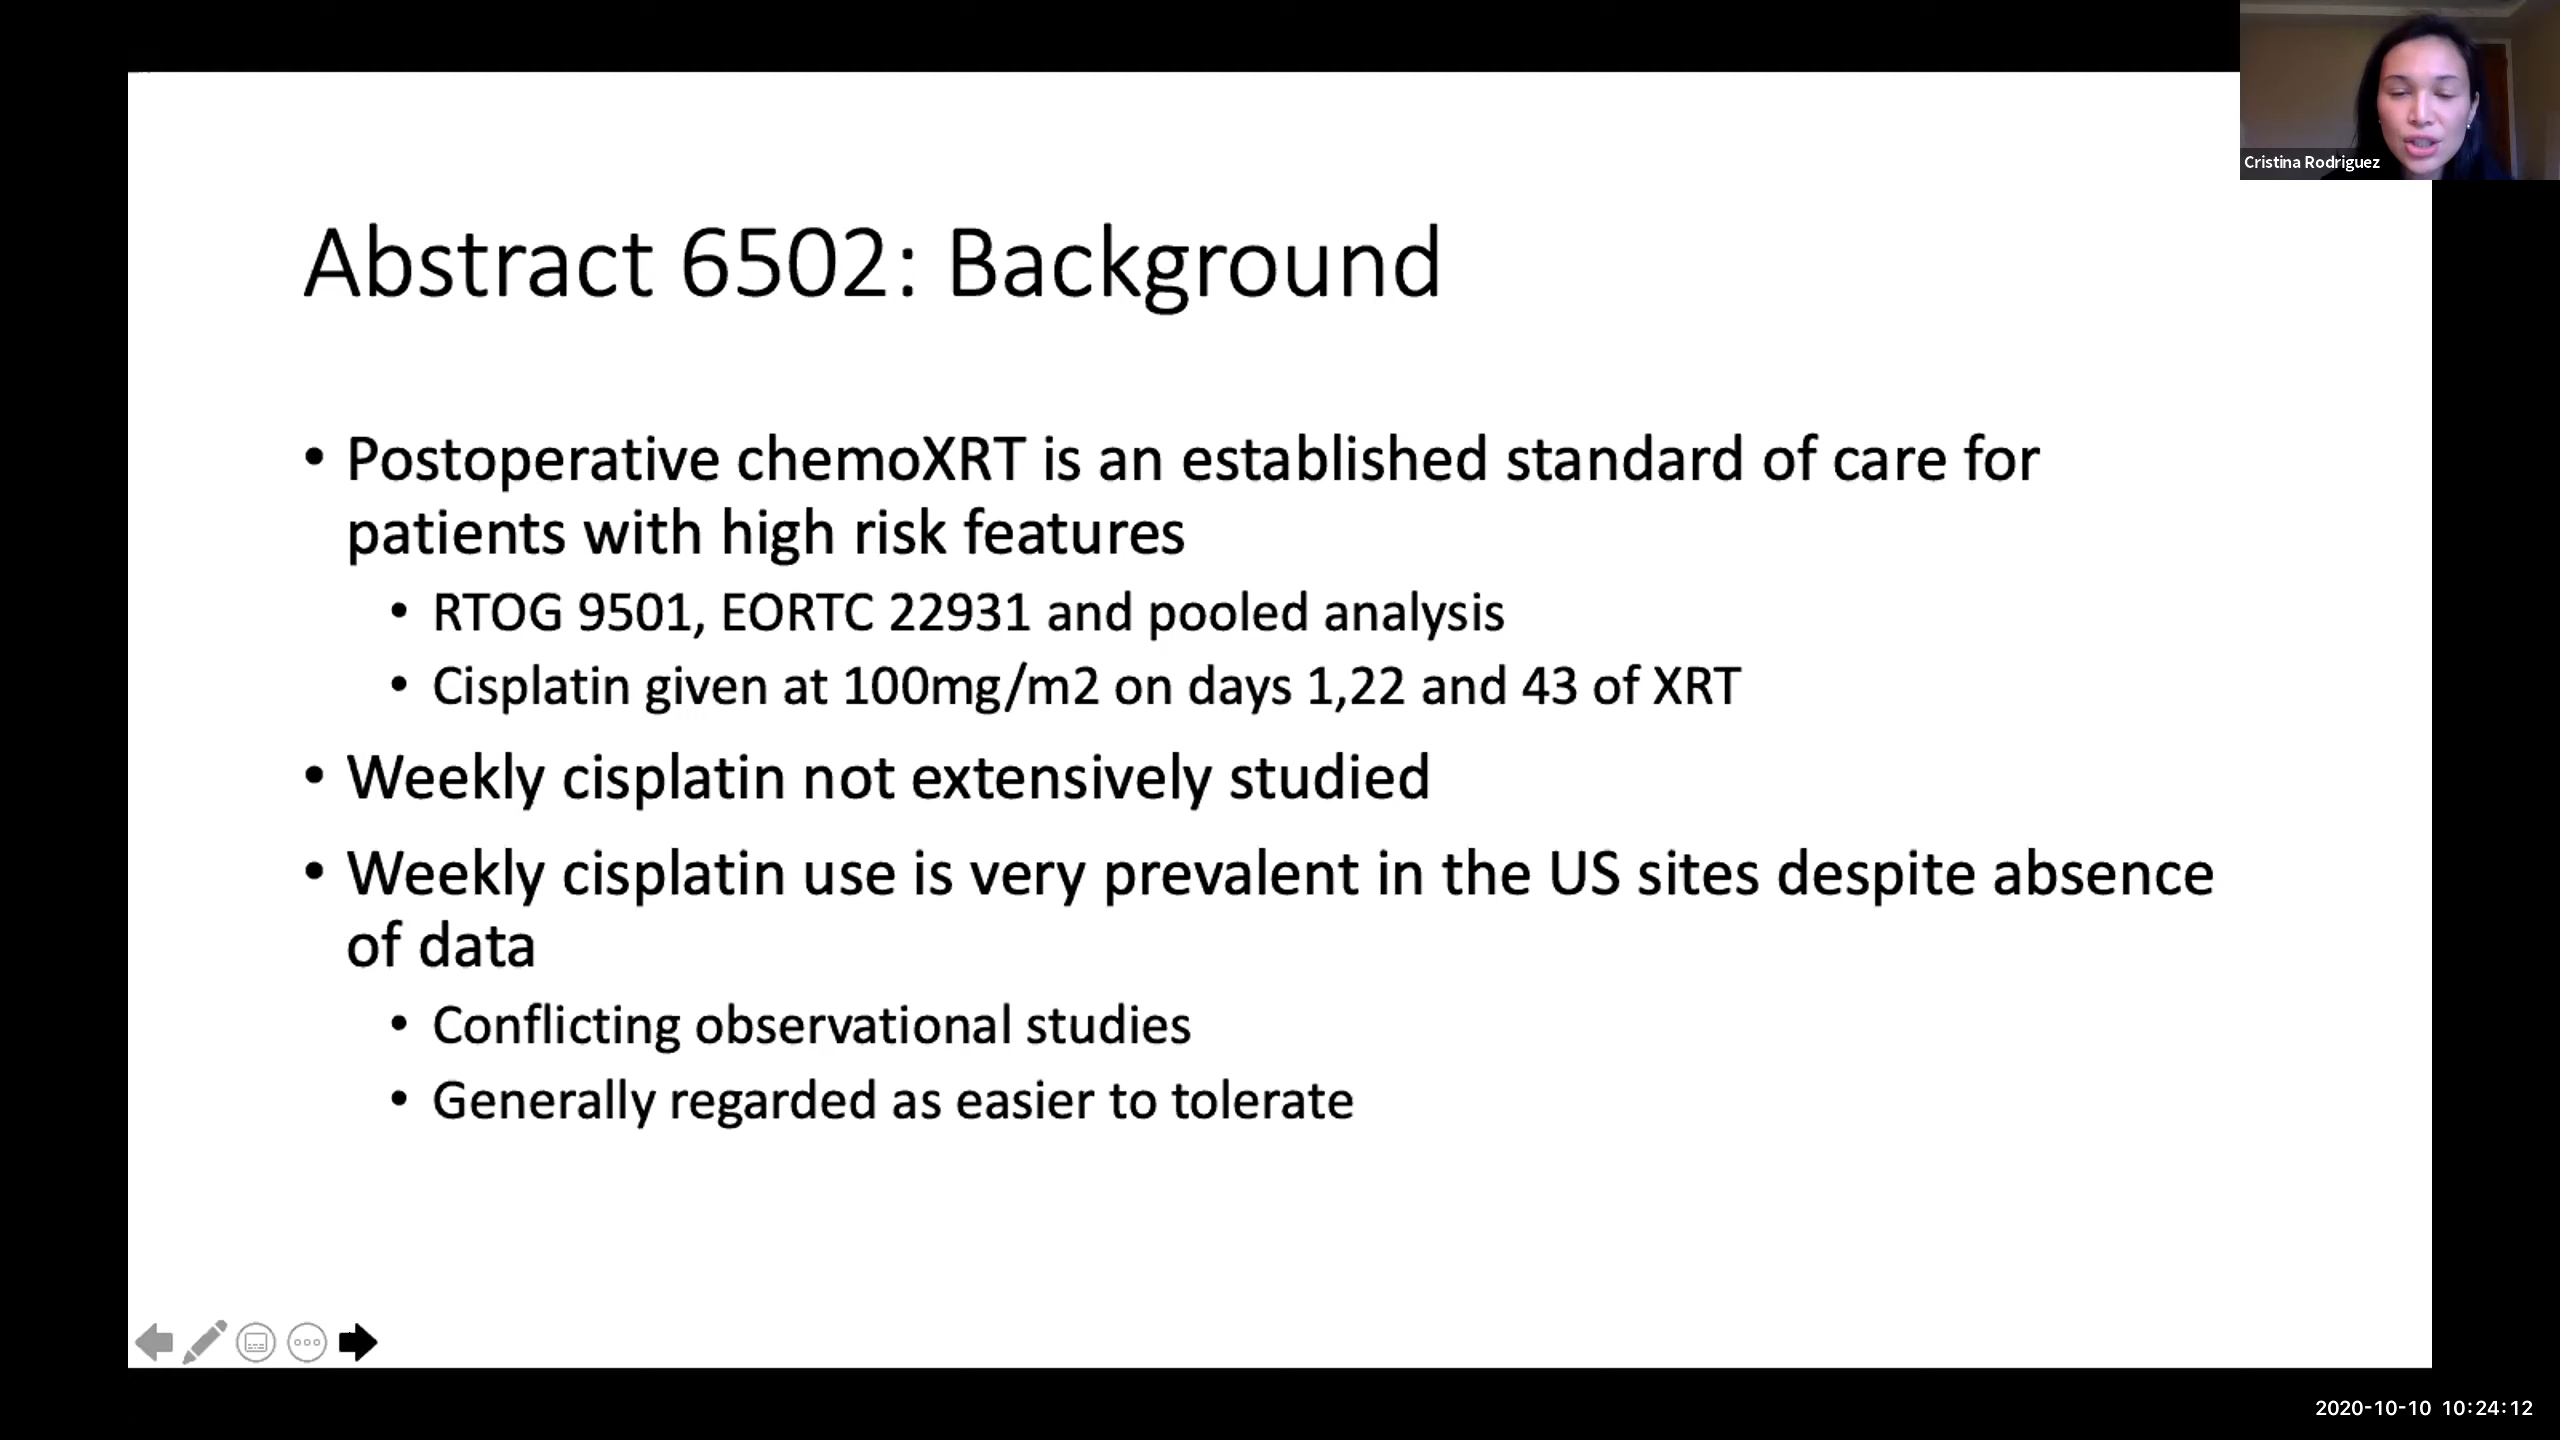 Cristina Rodriguez
Abstract 6502: Background
• Postoperative chemoXRT is an established standard of care for
patients with high risk features
• RTOG 9501, EORTC 22931 and pooled analysis
• Cisplatin given at 100mg/m2 on days 1,22 and 43 of XRT
• Weekly cisplatin not extensively studied
• Weekly cisplatin use is very prevalent in the US sites despite absence
of data
• Conflicting observational studies
• Generally regarded as easier to tolerate
2020-10-10 10:24:12